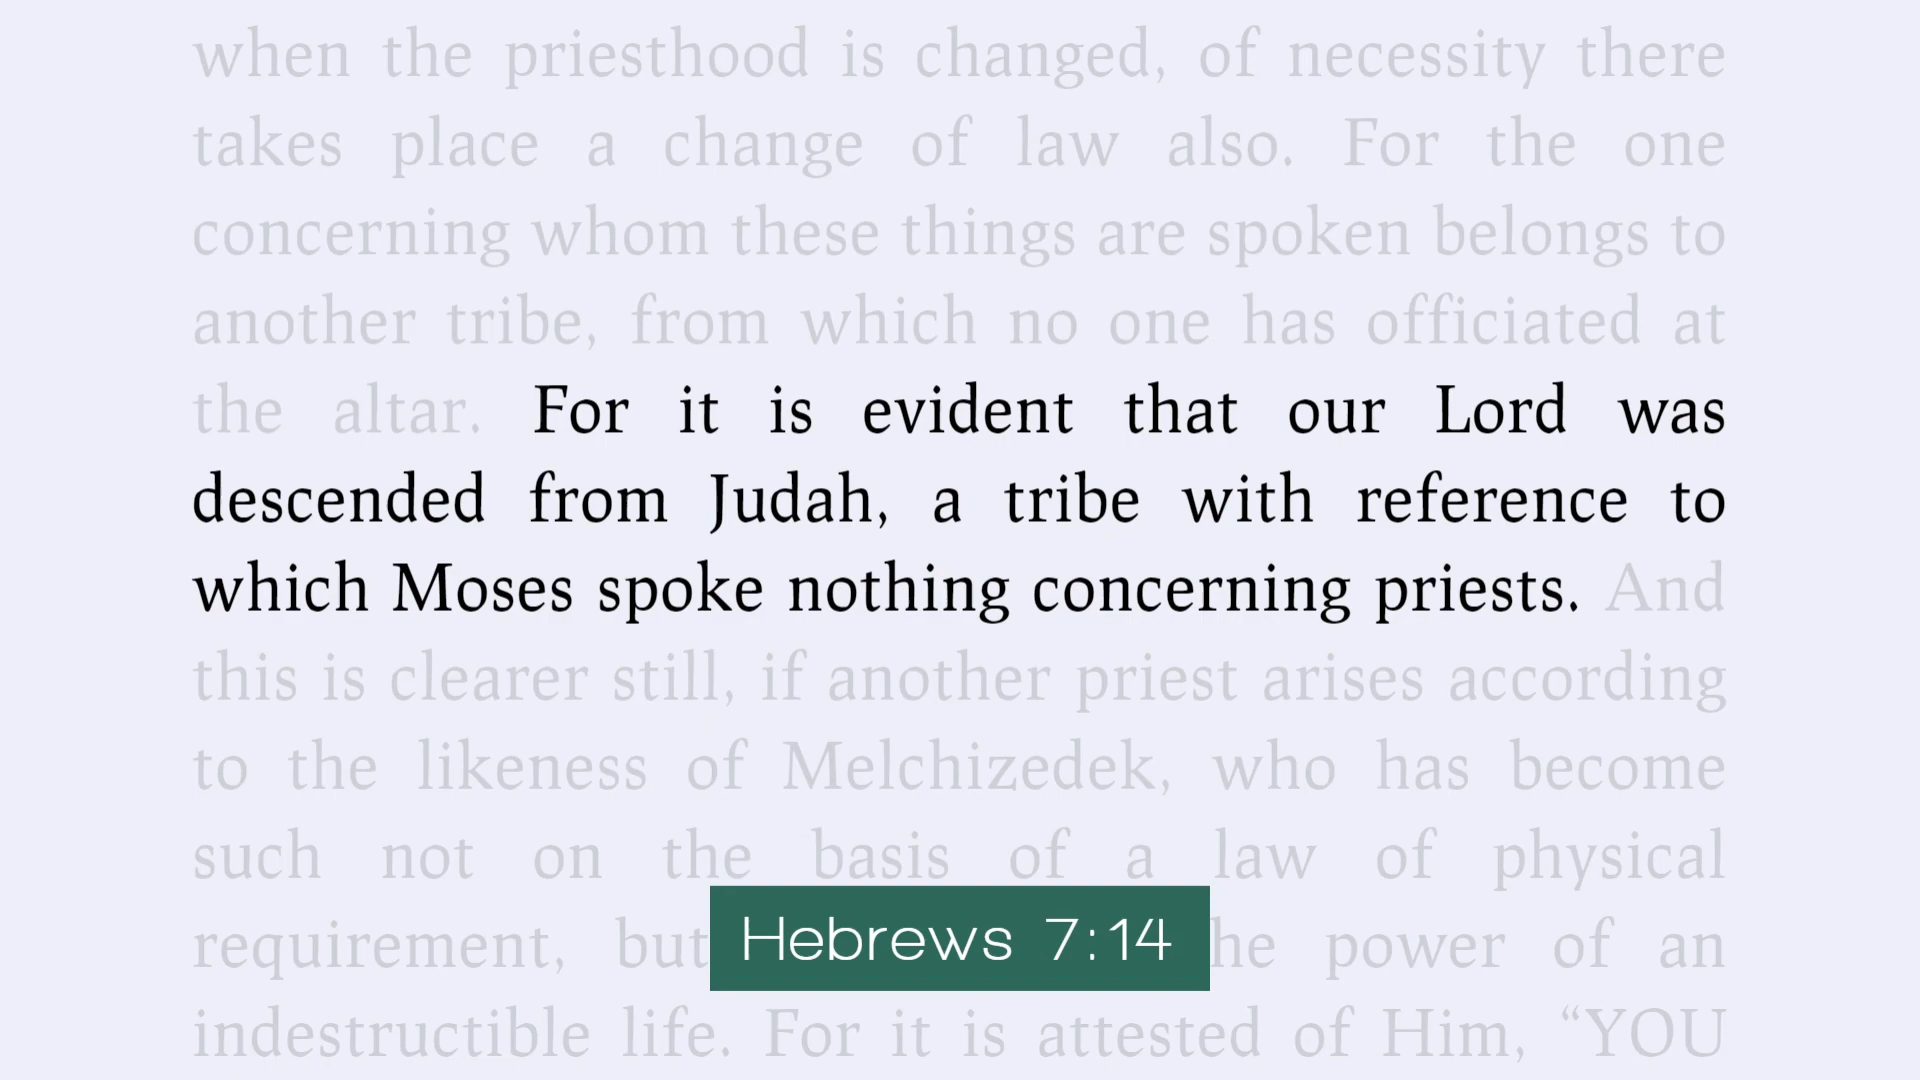 when the priesthood is changed, of necessity there
takes place a change of law also. For the one
concerning whom these things are spoken belongs to
another tribe, from which no one has officiated at
the altar. For it is evident that our Lord was
descended from Judah, a tribe with reference to
which Moses spoke nothing concerning priests. And
this is clearer still, if another priest arises according
to the likeness of Melchizedek, who has become
such not on the basis of a law of physical
requirement, but he power of an
Hebrews 7:14
indestructible life. For it is attested of Him, “YOU